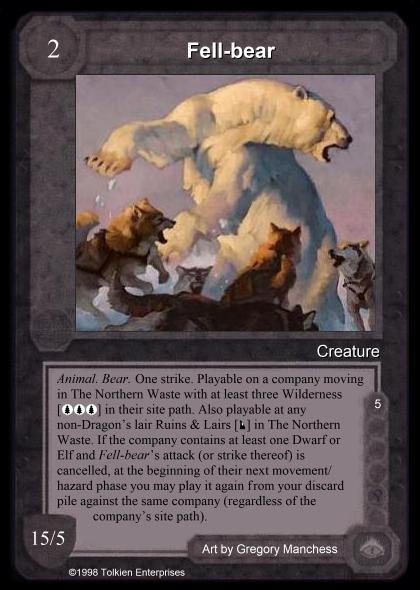 2
Fell-bear
Creature
Animal. Bear. One strike. Playable on a company moving
in The Northern Waste with at least three Wilderness
[] in their site path. Also playable at any
non-Dragon's lair Ruins & Lairs [] in The Northern
Waste. If the company contains at least one Dwarf or
Elf and Fell-bear's attack (or strike thereof) is
cancelled, at the beginning of their next movement/
hazard phase you may play it again from your discard
pile against the same company (regardless of the
company's site path).
5
15/5
Art by Gregory Manchess
©1998 Tolkien Enterprises